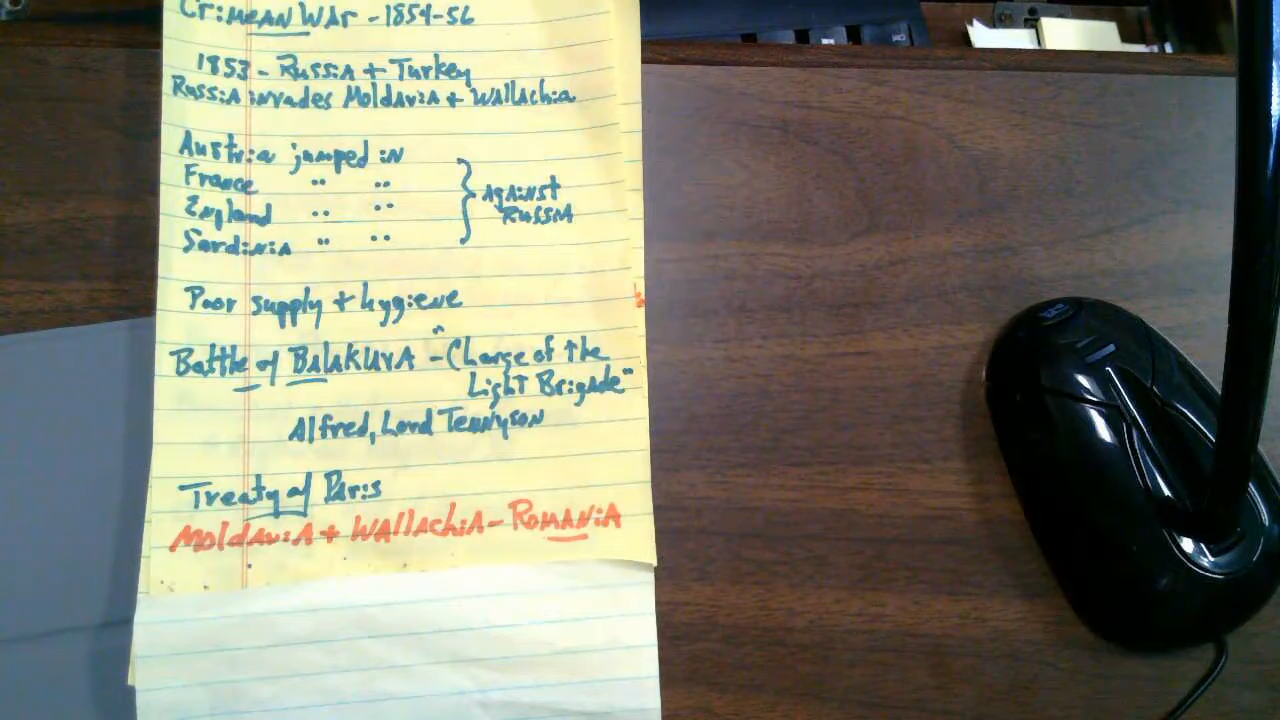 Crimean War - 1854-56
1853 - Russia + Turkey
Russia invades Moldavia + Wallachia
Austria jumped in
France " "
England " "
Sardinia " "
} Against
Russia
Poor supply + hygiene
Battle of Balakuva - "Charge of the
Light Brigade"
Alfred, Lord Tennyson
Treaty of Paris
Moldavia + Wallachia - Romania